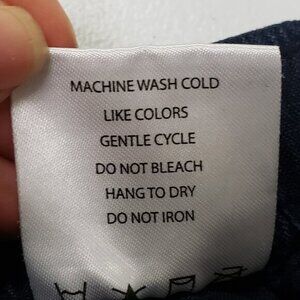 MACHINE WASH COLD
LIKE COLORS
GENTLE CYCLE
DO NOT BLEACH
HANG TO DRY
DO NOT IRON